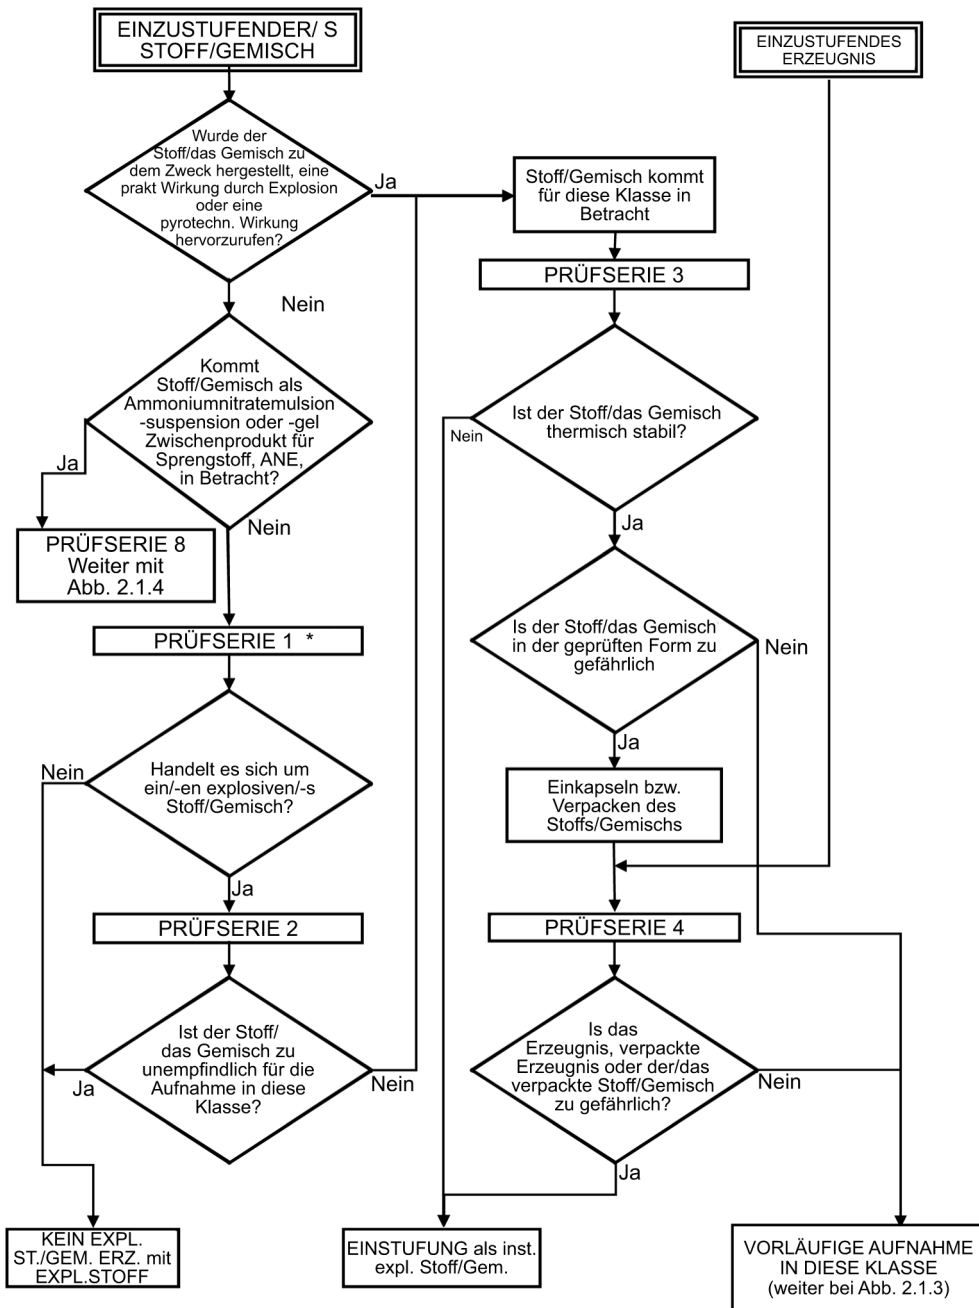 EINZUSTUFENDER/ S
STOFF/GEMISCH
Wurde der
Stoff/das Gemisch zu
dem Zweck hergestellt, eine
prakt Wirkung durch Explosion
oder eine
pyrotechn. Wirkung
hervorzurufen?
Ja
Nein
Kommt
Stoff/Gemisch als
Ammoniumnitratemulsion
-suspension oder -gel
Zwischenprodukt für
Sprengstoff, ANE,
in Betracht?
Ja
Nein
PRÜFSERIE 8
Weiter mit
Abb. 2.1.4
PRÜFSERIE 1 *
Handelt es sich um
ein/-en explosiven/-s
Stoff/Gemisch?
Nein
Ja
PRÜFSERIE 2
Ist der Stoff/
das Gemisch zu
unempfindlich für die
Aufnahme in diese
Klasse?
Ja
Nein
KEIN EXPL.
ST./GEM. ERZ. mit
EXPL.STOFF
EINZUSTUFENDES
ERZEUGNIS
Stoff/Gemisch kommt
für diese Klasse in
Betracht
PRÜFSERIE 3
Ist der Stoff/das Gemisch
thermisch stabil?
Nein
Ja
Is der Stoff/das Gemisch
in der geprüften Form zu
gefährlich
Nein
Ja
Einkapseln bzw.
Verpacken des
Stoffs/Gemischs
PRÜFSERIE 4
Is das
Erzeugnis, verpackte
Erzeugnis oder der/das
verpackte Stoff/Gemisch
zu gefährlich?
Nein
Ja
EINSTUFUNG als inst.
expl. Stoff/Gem.
VORLÄUFIGE AUFNAHME
IN DIESE KLASSE
(weiter bei Abb. 2.1.3)